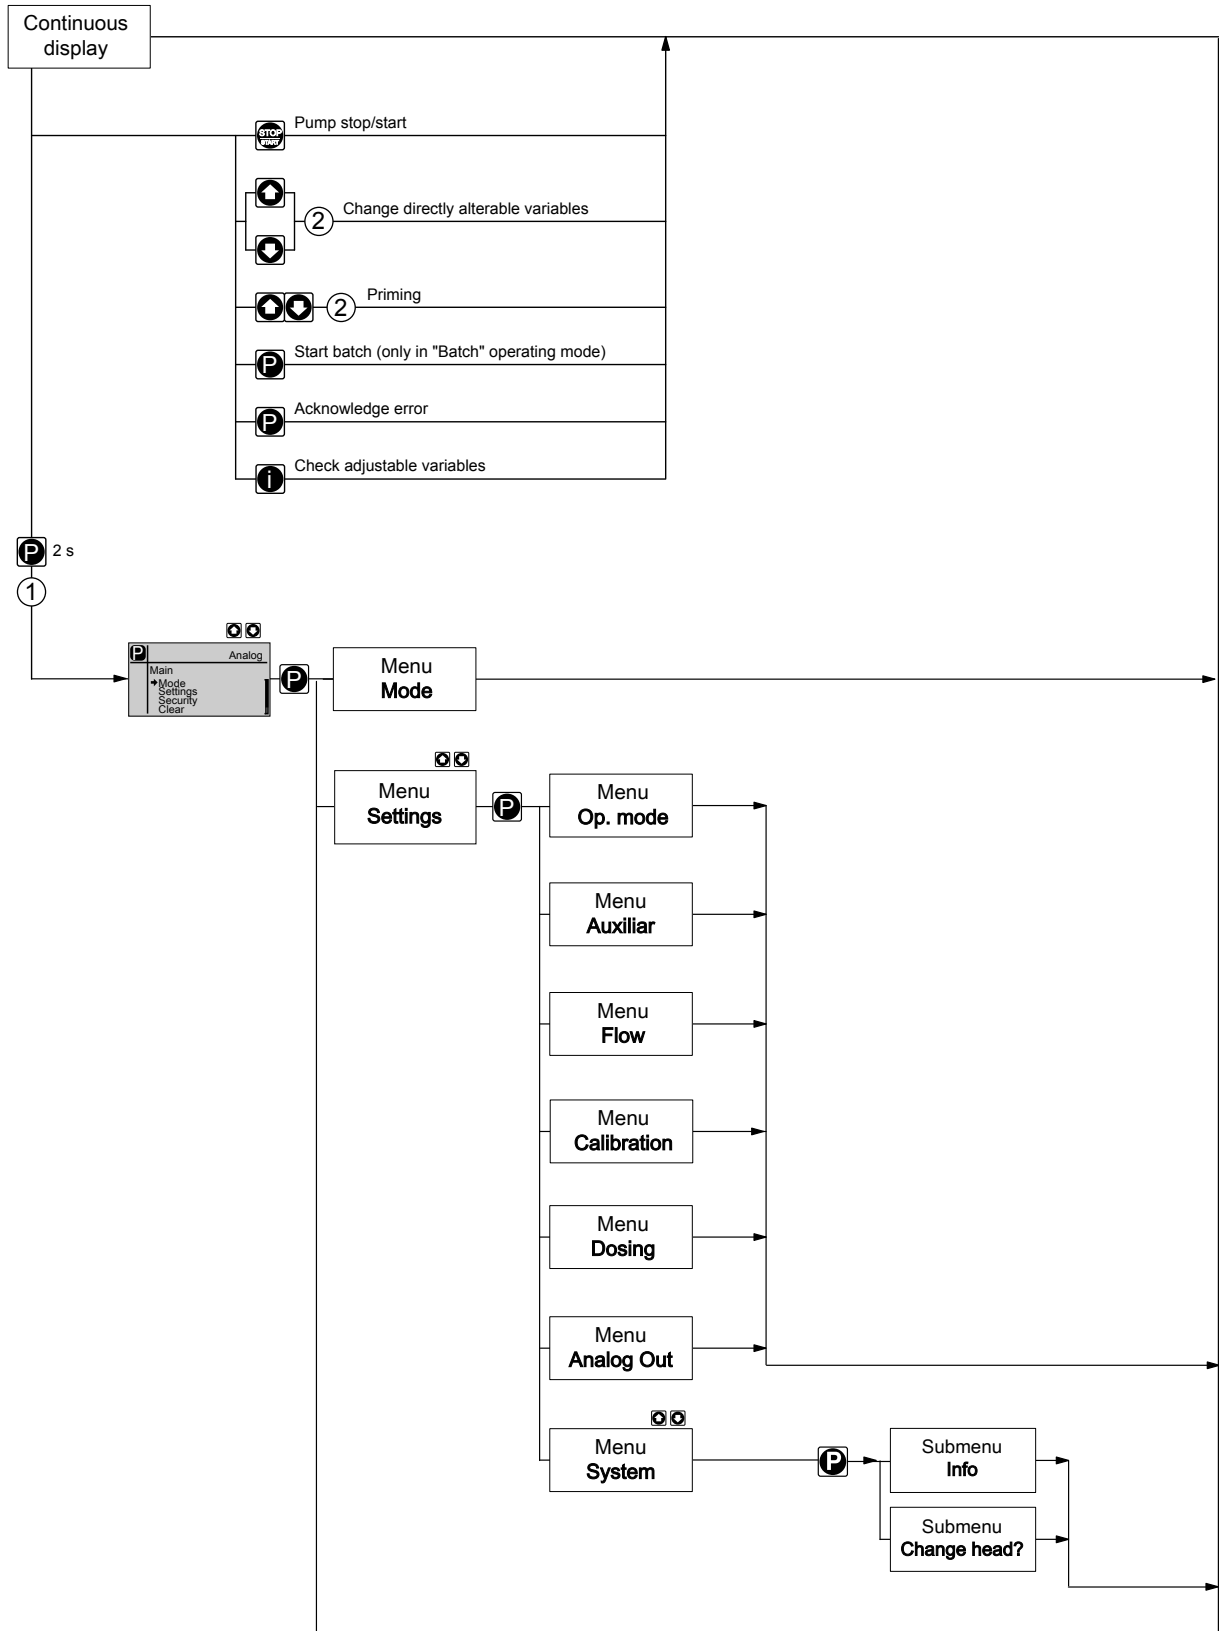 Continuous
display
STOP
START
Pump stop/start
2
Change directly alterable variables
2
Priming
P
Start batch (only in "Batch" operating mode)
P
Acknowledge error
i
Check adjustable variables
P
2 s
1
P
Analog
Main
Mode
Settings
Security
Clear
P
Menu
Mode
Menu
Settings
P
Menu
Op. mode
Menu
Auxiliar
Menu
Flow
Menu
Calibration
Menu
Dosing
Menu
Analog Out
Menu
System
P
Submenu
Info
Submenu
Change head?